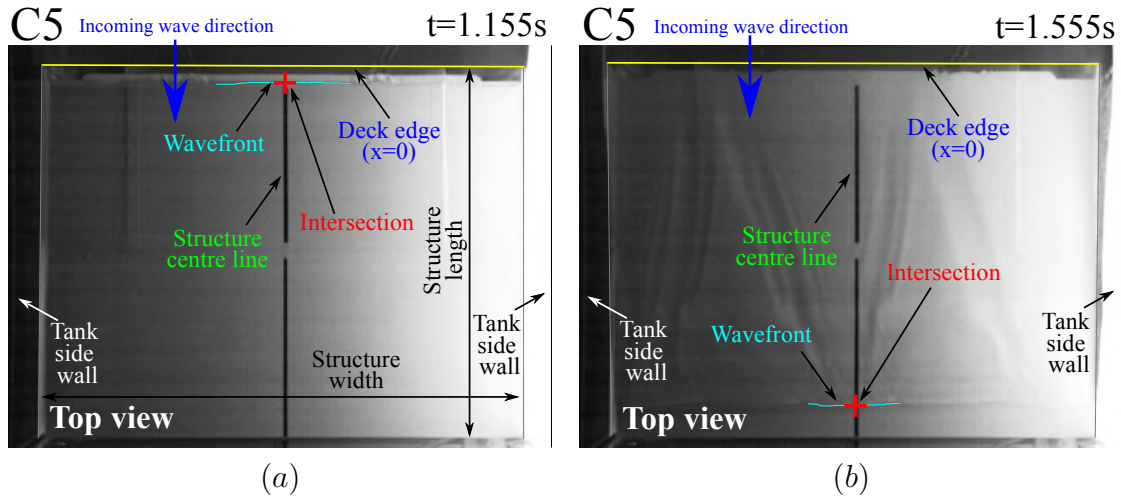 C5
Incoming wave direction
t=1.155s
Wavefront
Deck edge
(x=0)
Intersection
Structure
centre line
Structure
length
Tank
side
wall
Structure
width
Tank
side
wall
Top view
(a)
C5
Incoming wave direction
t=1.555s
Deck edge
(x=0)
Structure
centre line
Intersection
Wavefront
Tank
side
wall
Tank
side
wall
Top view
(b)